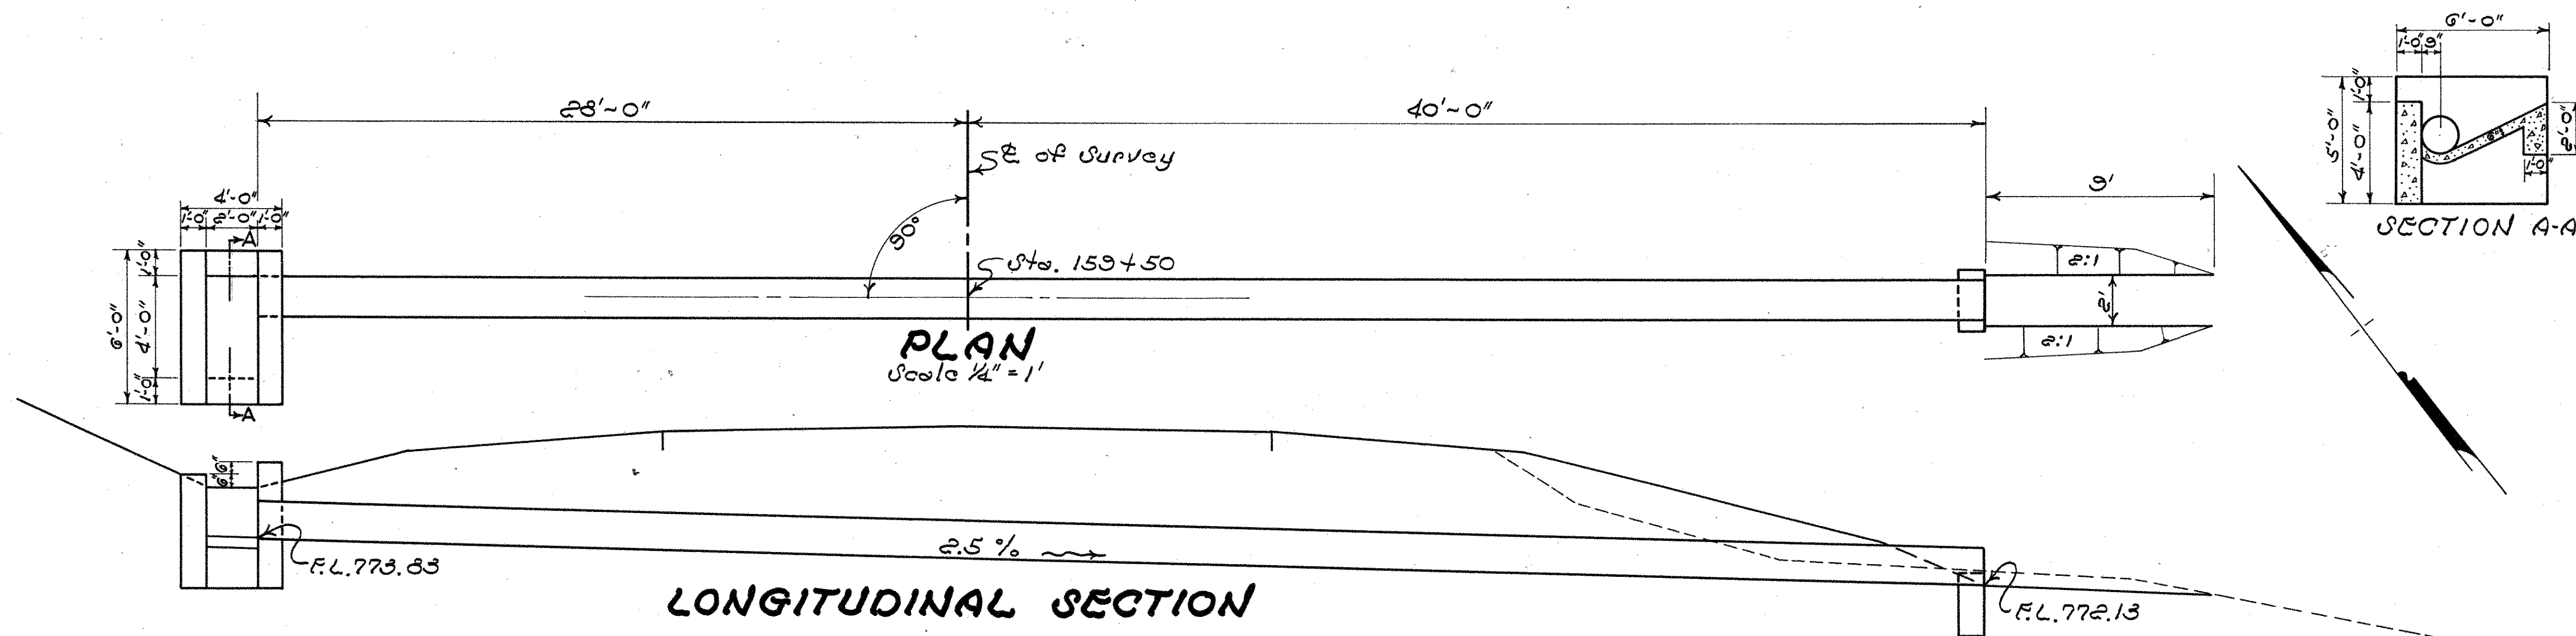 28'-0"
40'-0"
℄ of Survey
90°
Sta. 159+50
4'-0"
1'-0" 2'-0" 1'-0"
A
1'-0"
6'-0"
4'-0"
1'-0"
A
9'
2:1
2'
2:1
PLAN
Scale 1/4" = 1'
6'-0"
1'-0" 9"
1'-0"
5'-0"
4'-0"
6"
2'-0"
1'-0"
SECTION A-A
6"
6"
2.5 %
F.L. 773.83
F.L. 772.13
LONGITUDINAL SECTION